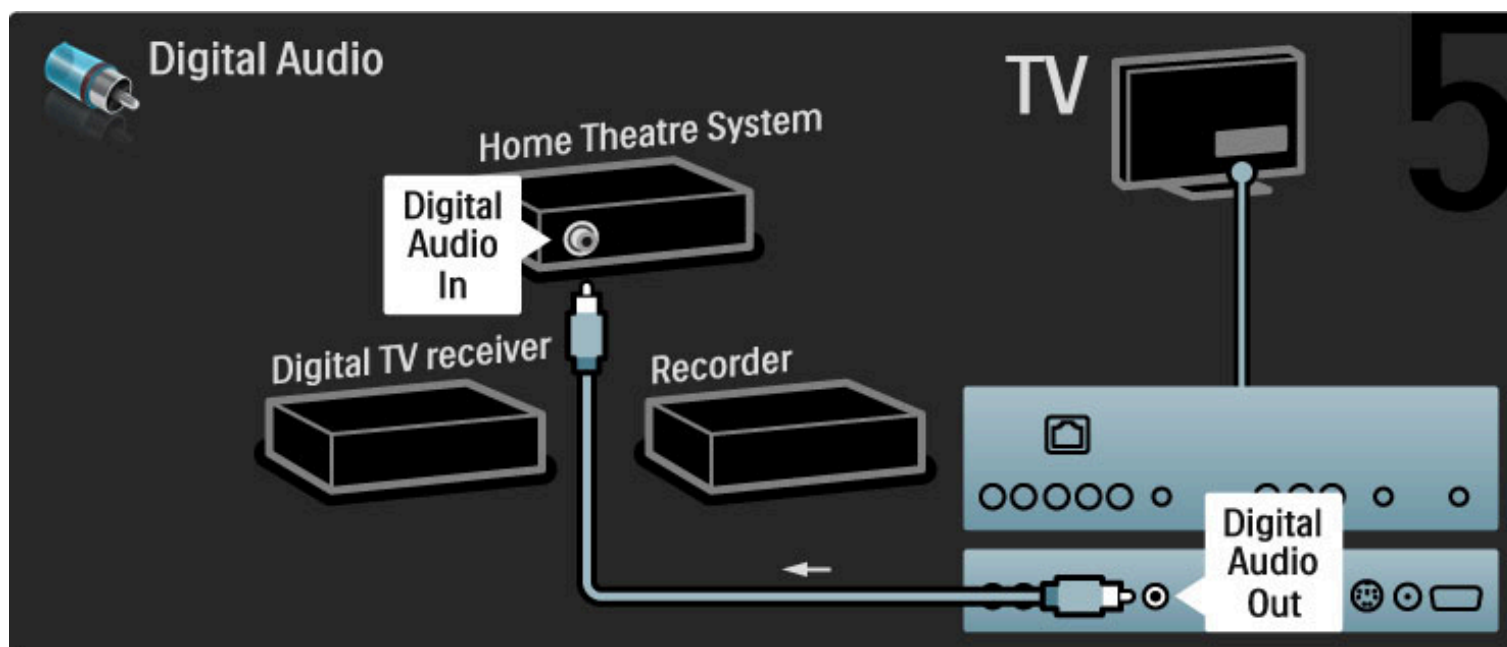 Digital Audio
TV
5
Home Theatre System
Digital
Audio
In
Digital TV receiver
Recorder
Digital
Audio
Out